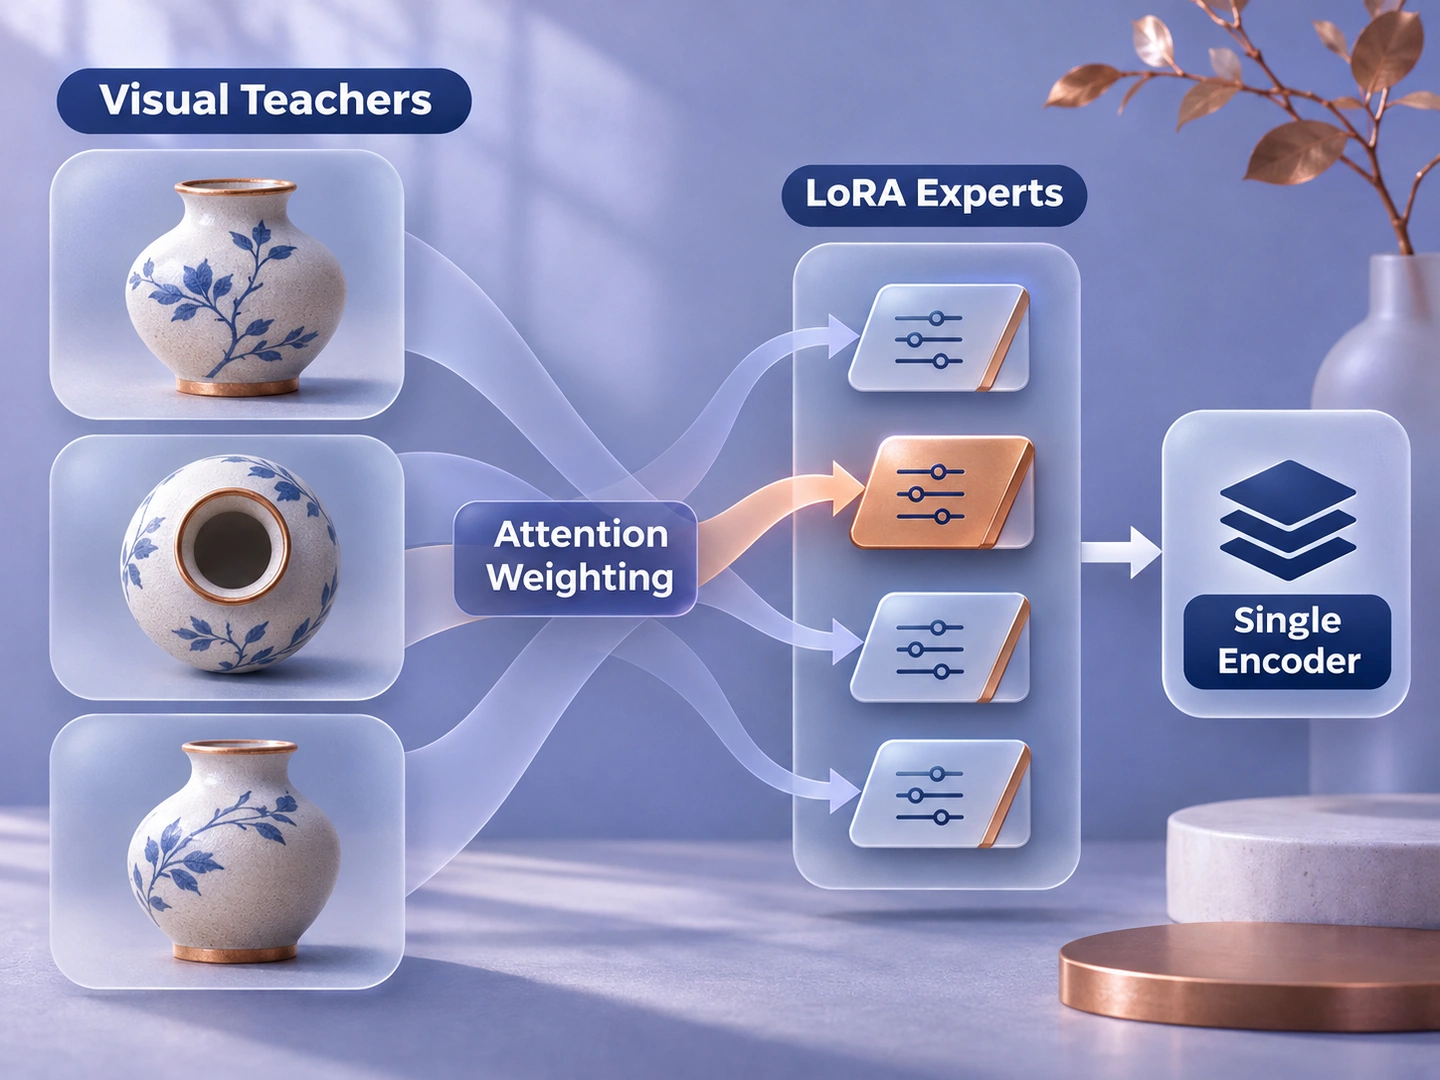 Visual Teachers
LoRA Experts
Attention
Weighting
Single
Encoder